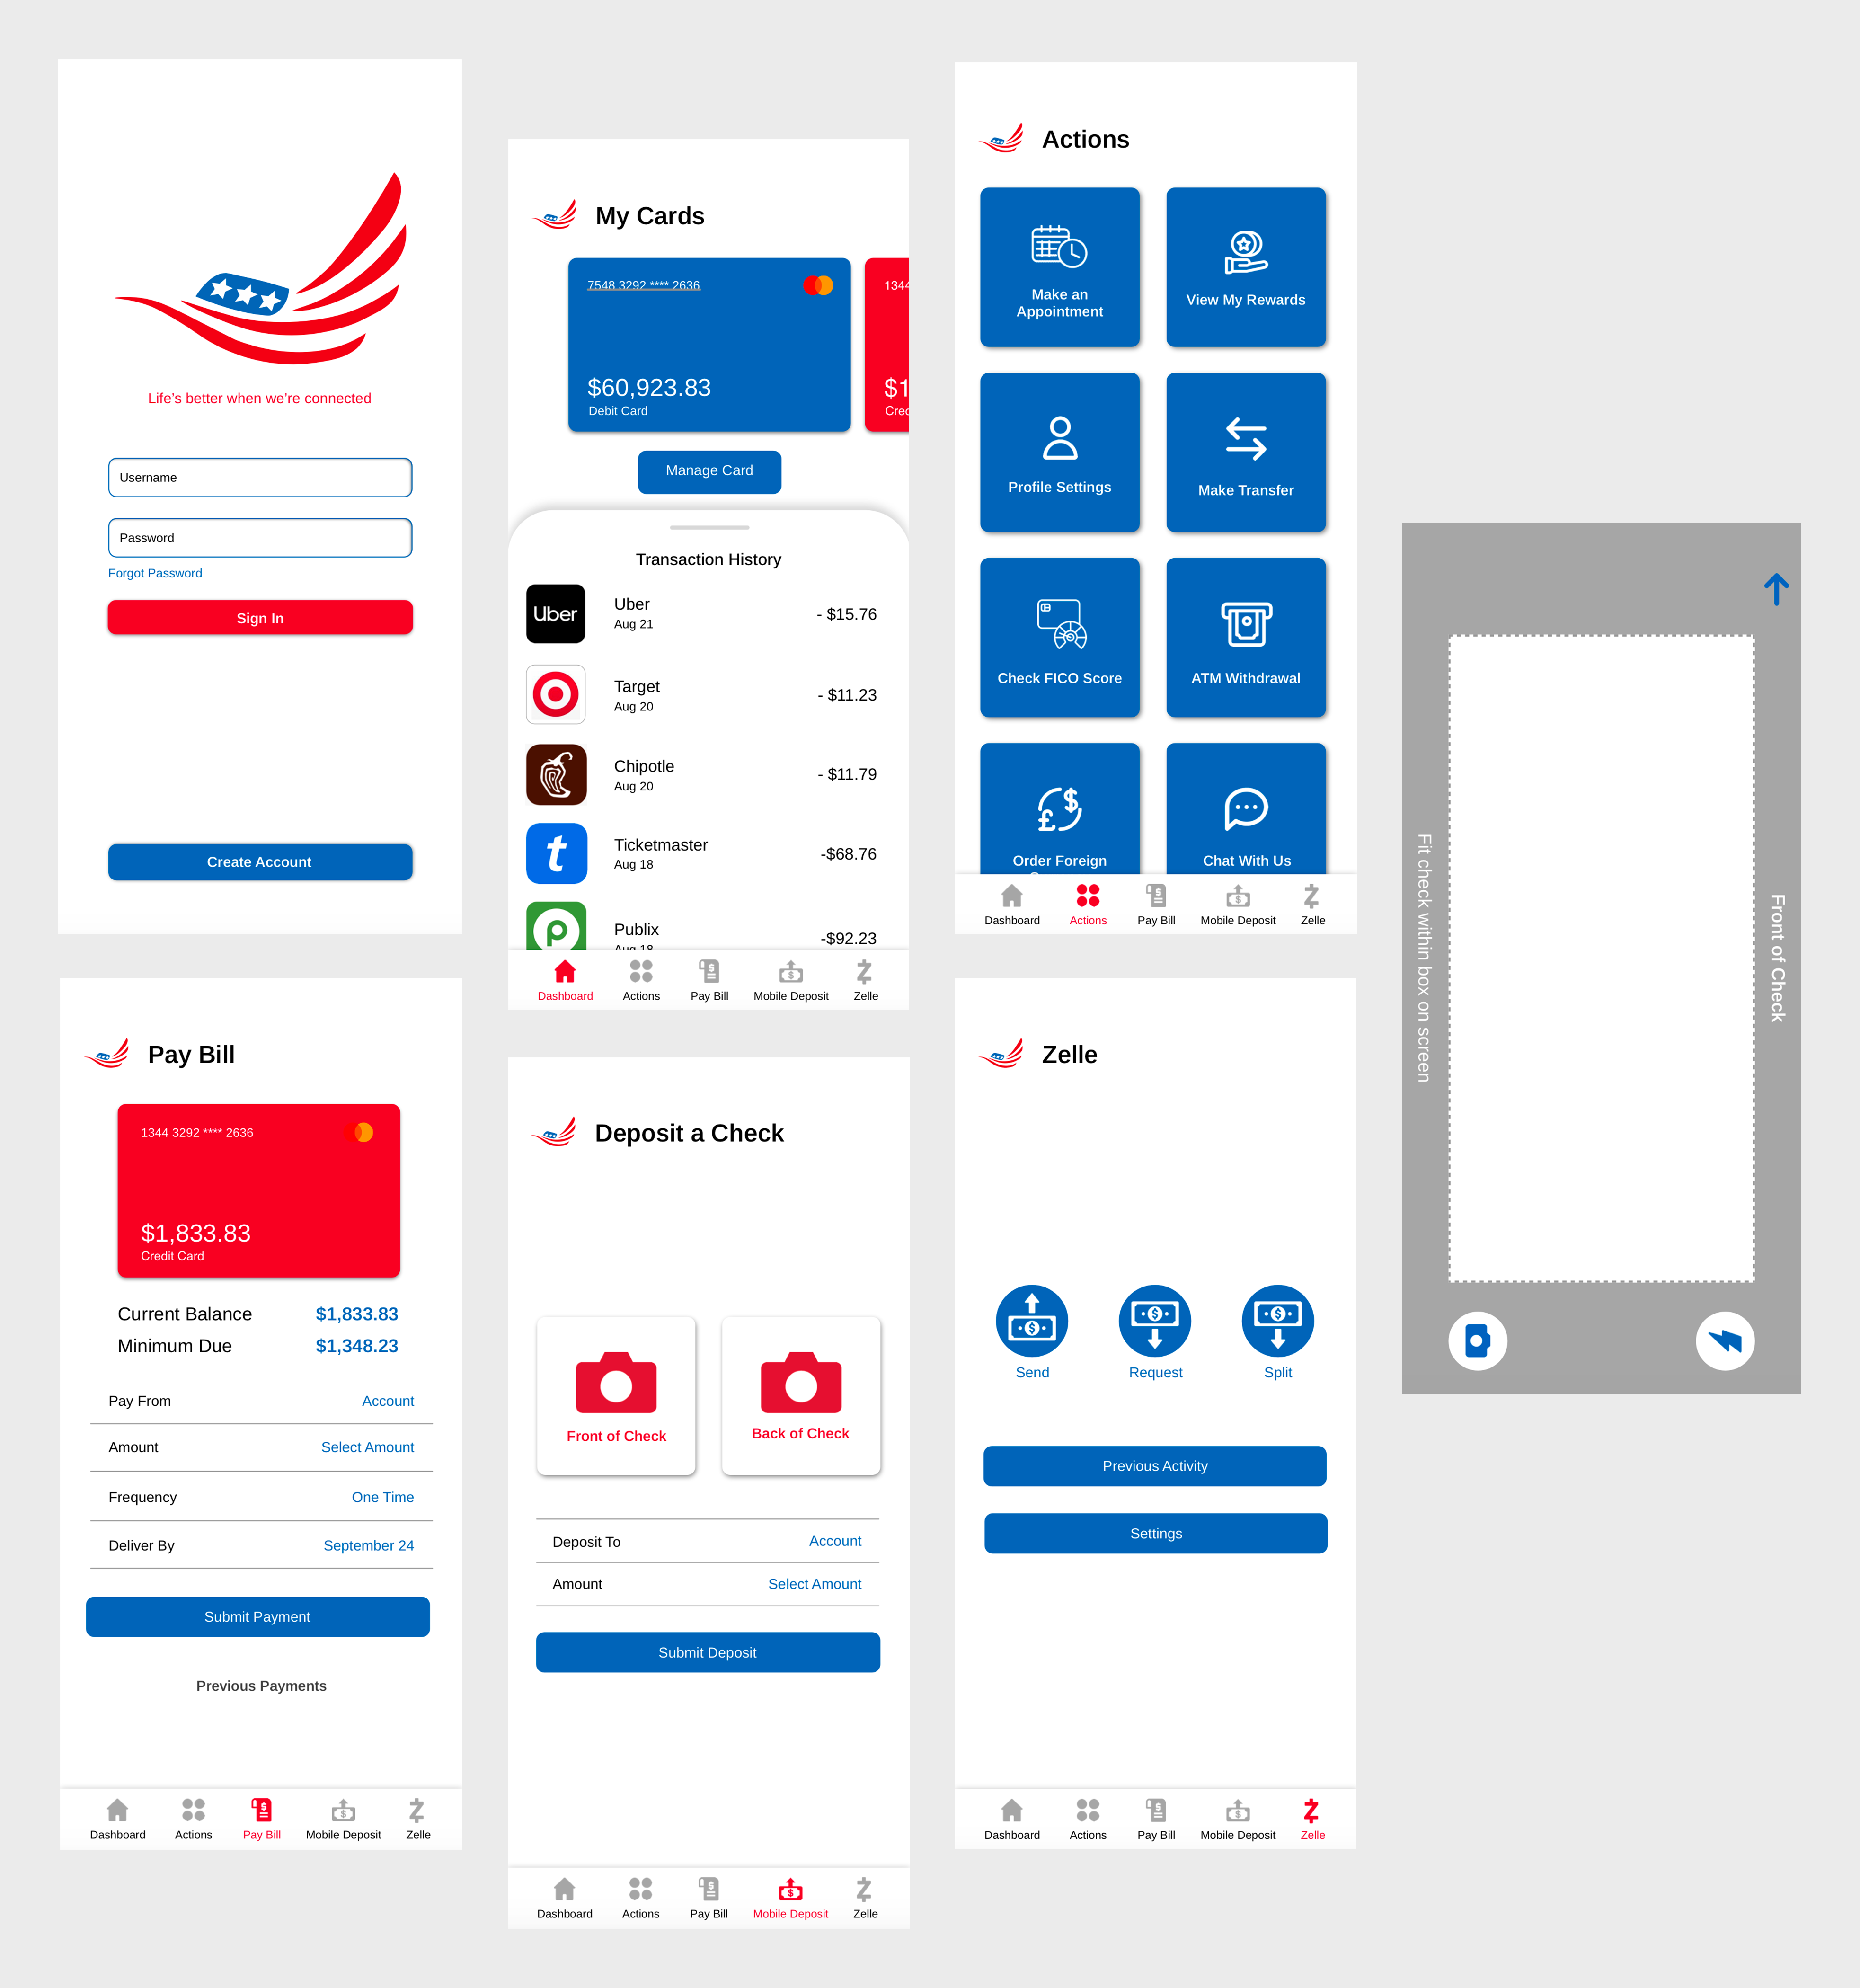 Life's better when we're connected
Username
Password
Forgot Password
Sign In
Create Account
My Cards
7548 3292 **** 2636
$60,923.83
Debit Card
1344
$1
Manage Card
Transaction History
Uber
Uber
Aug 21
- $15.76
Target
Aug 20
- $11.23
Chipotle
Aug 20
- $11.79
t
Ticketmaster
Aug 18
-$68.76
Publix
Aug 18
-$92.23
Dashboard
Actions
Pay Bill
Mobile Deposit
Zelle
Actions
Make an
Appointment
View My Rewards
Profile Settings
Make Transfer
Check FICO Score
ATM Withdrawal
Order Foreign
Chat With Us
Dashboard
Actions
Pay Bill
Mobile Deposit
Zelle
Front of Check
Fit check within box on screen
Pay Bill
1344 3292 **** 2636
$1,833.83
Credit Card
Current Balance
$1,833.83
Minimum Due
$1,348.23
Pay From
Account
Amount
Select Amount
Frequency
One Time
Deliver By
September 24
Submit Payment
Previous Payments
Dashboard
Actions
Pay Bill
Mobile Deposit
Zelle
Deposit a Check
Front of Check
Back of Check
Deposit To
Account
Amount
Select Amount
Submit Deposit
Dashboard
Actions
Pay Bill
Mobile Deposit
Zelle
Zelle
Send
Request
Split
Previous Activity
Settings
Dashboard
Actions
Pay Bill
Mobile Deposit
Zelle